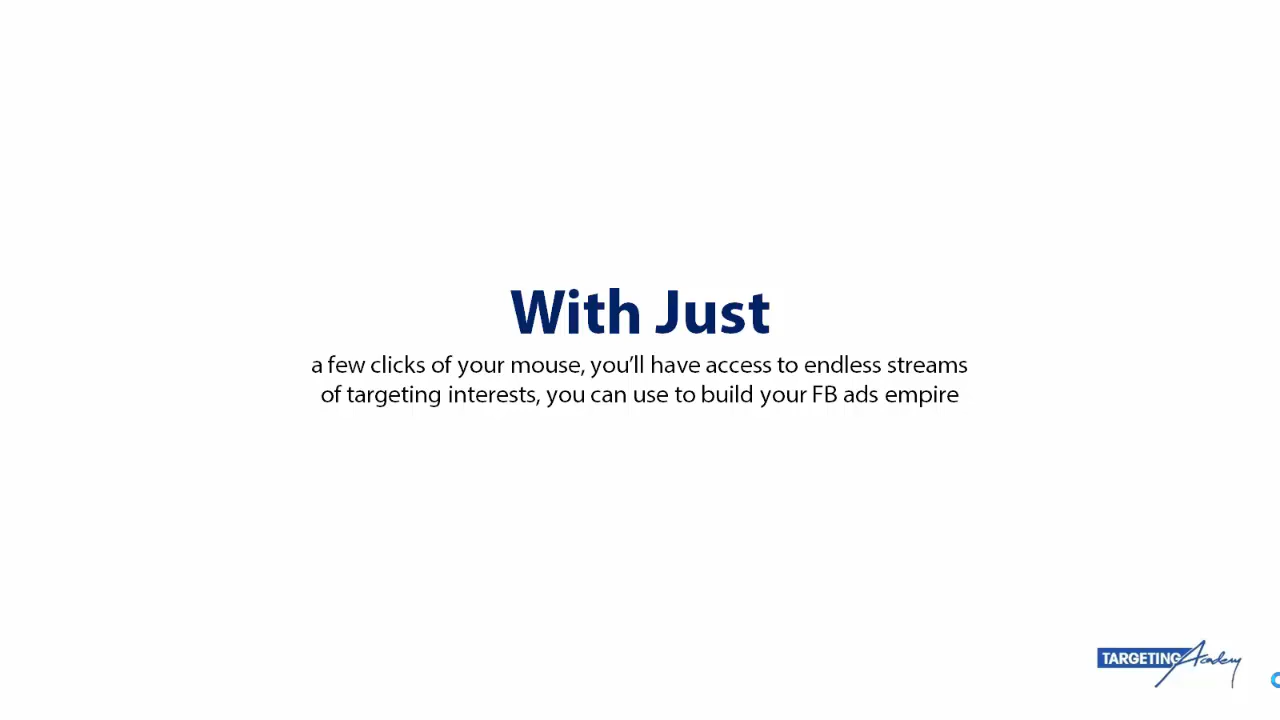 With Just
a few clicks of your mouse, you’ll have access to endless streams
of targeting interests, you can use to build your FB ads empire
TARGETING Academy